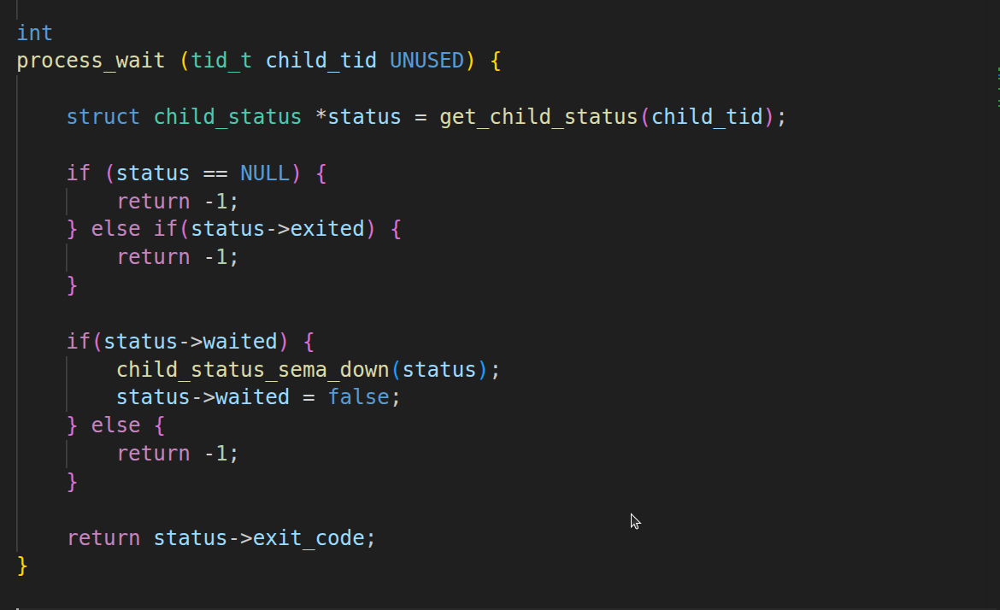 int
process_wait (tid_t child_tid UNUSED) {
struct child_status *status = get_child_status(child_tid);
if (status == NULL) {
return -1;
} else if(status->exited) {
return -1;
}
if(status->waited) {
child_status_sema_down(status);
status->waited = false;
} else {
return -1;
}
return status->exit_code;
}